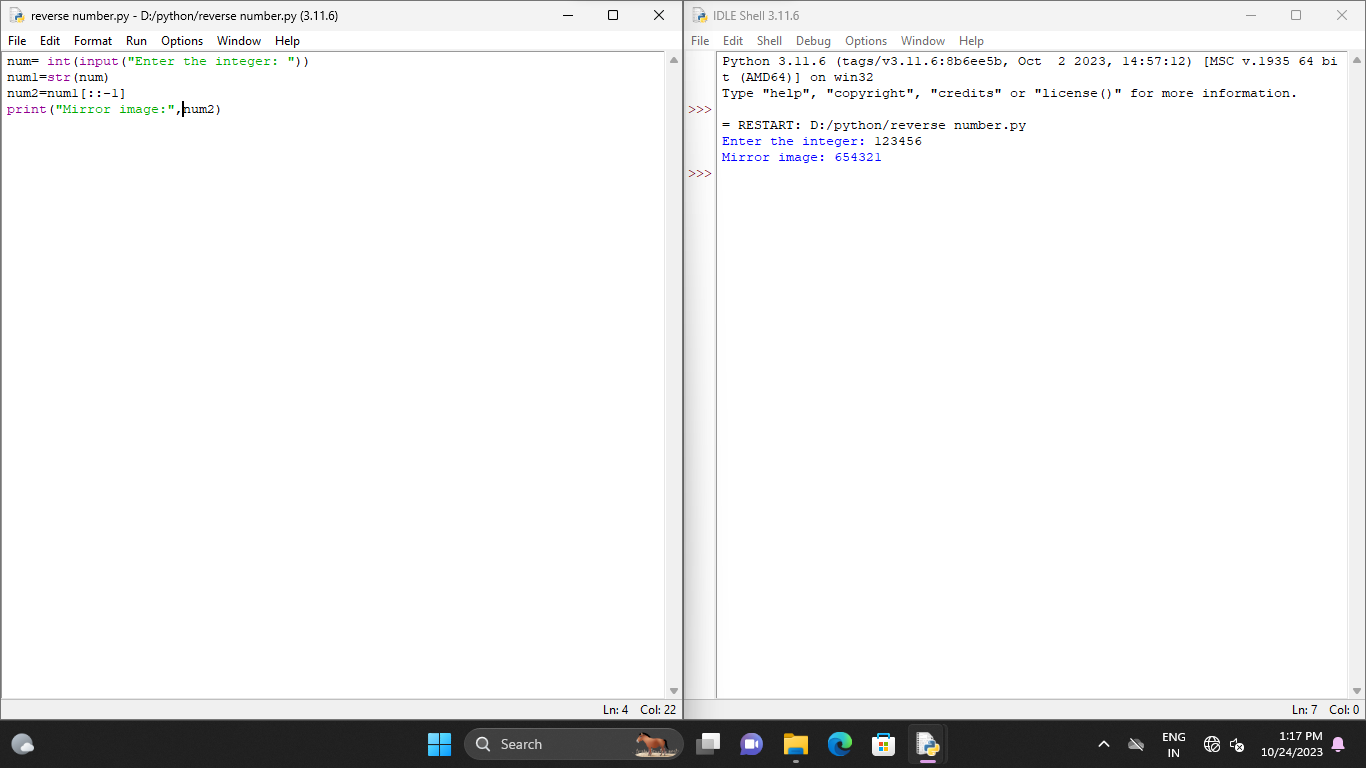 reverse number.py - D:/python/reverse number.py (3.11.6)
File Edit Format Run Options Window Help
num= int(input("Enter the integer: "))
num1=str(num)
num2=num1[::-1]
print("Mirror image:",num2)
Ln: 4 Col: 22
IDLE Shell 3.11.6
File Edit Shell Debug Options Window Help
Python 3.11.6 (tags/v3.11.6:8b6ee5b, Oct  2 2023, 14:57:12) [MSC v.1935 64 bi
t (AMD64)] on win32
Type "help", "copyright", "credits" or "license()" for more information.
>>>
= RESTART: D:/python/reverse number.py
Enter the integer: 123456
Mirror image: 654321
>>>
Ln: 7 Col: 0
Search
ENG
IN
1:17 PM
10/24/2023